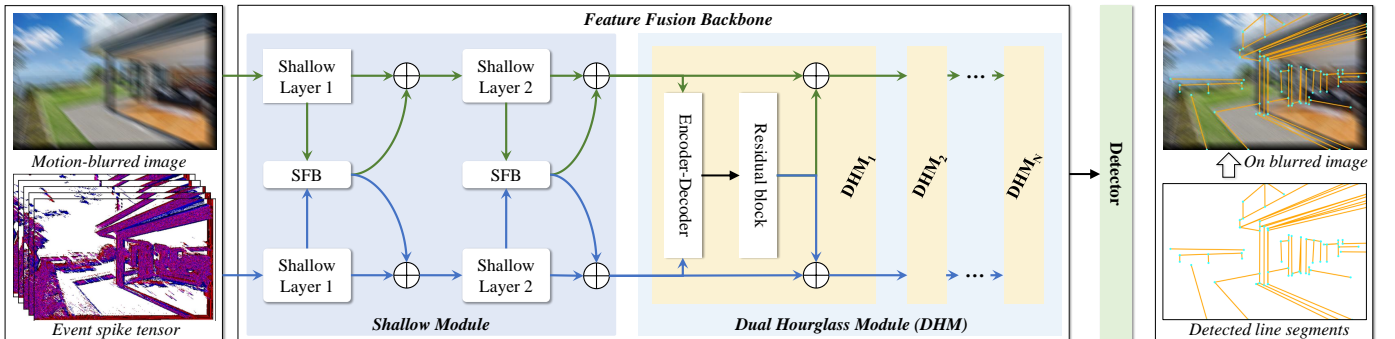 Motion-blurred image
Event spike tensor
Feature Fusion Backbone
Shallow
Layer 1
SFB
Shallow
Layer 1
Shallow
Layer 2
SFB
Shallow
Layer 2
Shallow Module
Encoder-Decoder
Residual block
DHM1
DHM2
...
...
DHMN
Dual Hourglass Module (DHM)
Detector
On blurred image
Detected line segments